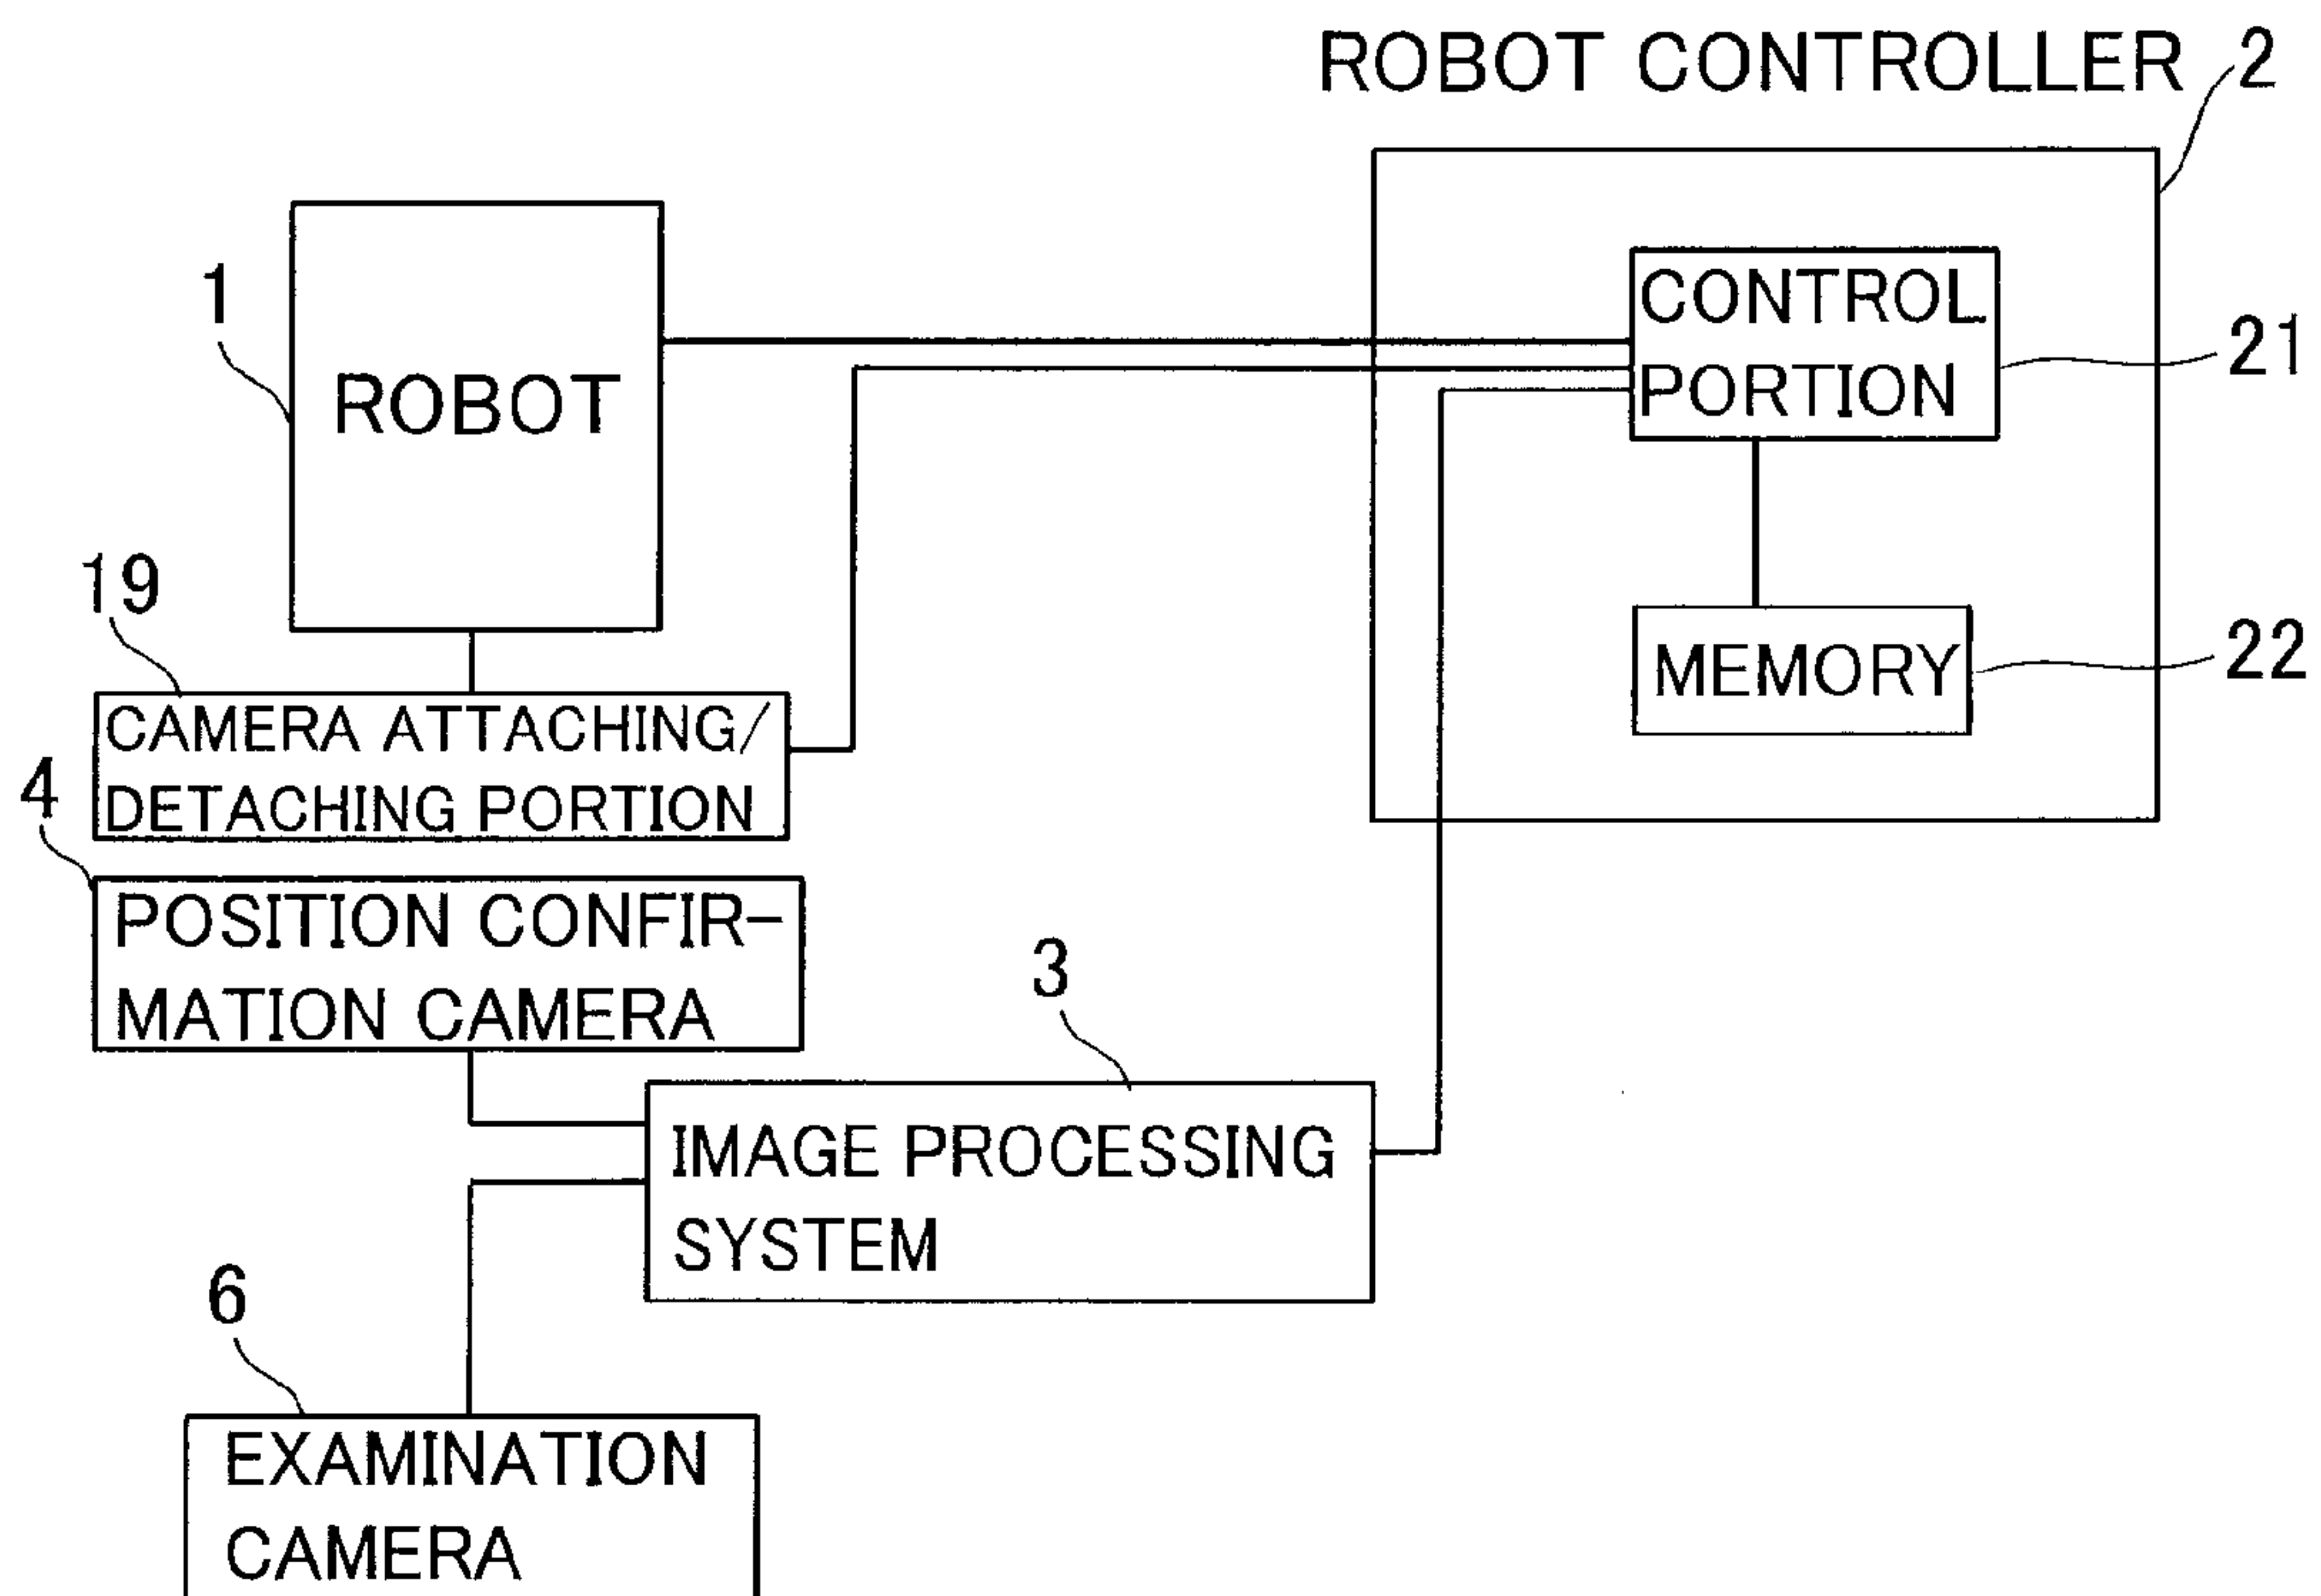 ROBOT CONTROLLER 2
1
ROBOT
CONTROL
PORTION
21
MEMORY
22
19
CAMERA ATTACHING/
DETACHING PORTION
4
POSITION CONFIR-
MATION CAMERA
3
IMAGE PROCESSING
SYSTEM
6
EXAMINATION
CAMERA